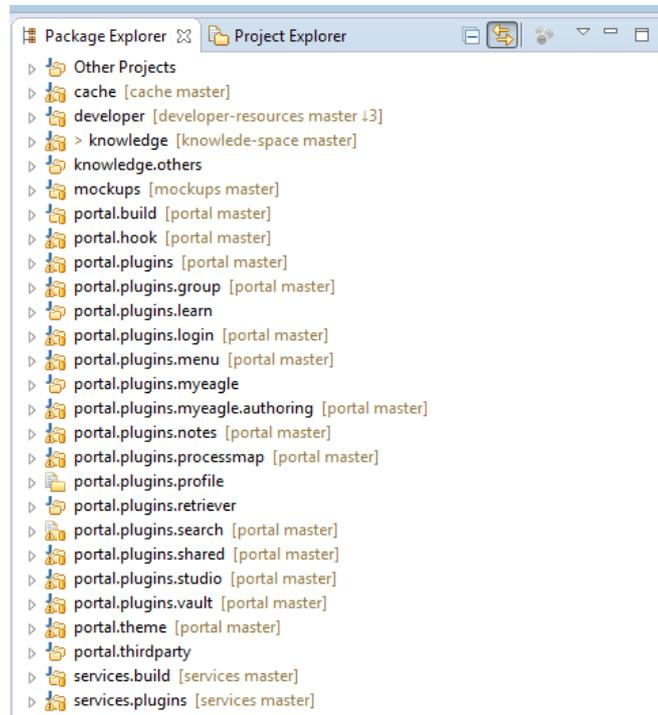 Package Explorer Project Explorer
Other Projects
cache [cache master]
developer [developer-resources master ↓3]
> knowledge [knowlede-space master]
knowledge.others
mockups [mockups master]
portal.build [portal master]
portal.hook [portal master]
portal.plugins [portal master]
portal.plugins.group [portal master]
portal.plugins.learn
portal.plugins.login [portal master]
portal.plugins.menu [portal master]
portal.plugins.myeagle
portal.plugins.myeagle.authoring [portal master]
portal.plugins.notes [portal master]
portal.plugins.processmap [portal master]
portal.plugins.profile
portal.plugins.retriever
portal.plugins.search [portal master]
portal.plugins.shared [portal master]
portal.plugins.studio [portal master]
portal.plugins.vault [portal master]
portal.theme [portal master]
portal.thirdparty
services.build [services master]
services.plugins [services master]